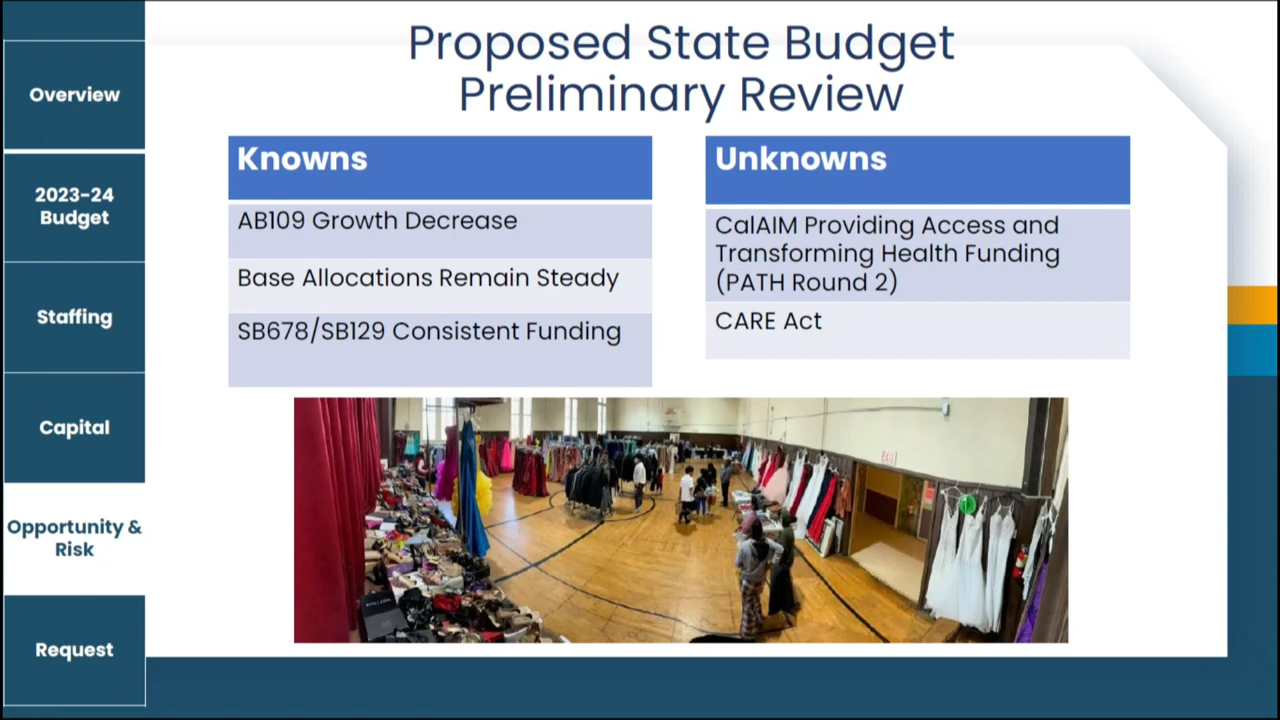 Proposed State Budget
Preliminary Review
Overview
2023-24
Budget
Staffing
Capital
Opportunity &
Risk
Request
Knowns
AB109 Growth Decrease
Base Allocations Remain Steady
SB678/SB129 Consistent Funding
Unknowns
CalAIM Providing Access and
Transforming Health Funding
(PATH Round 2)
CARE Act
EXIT